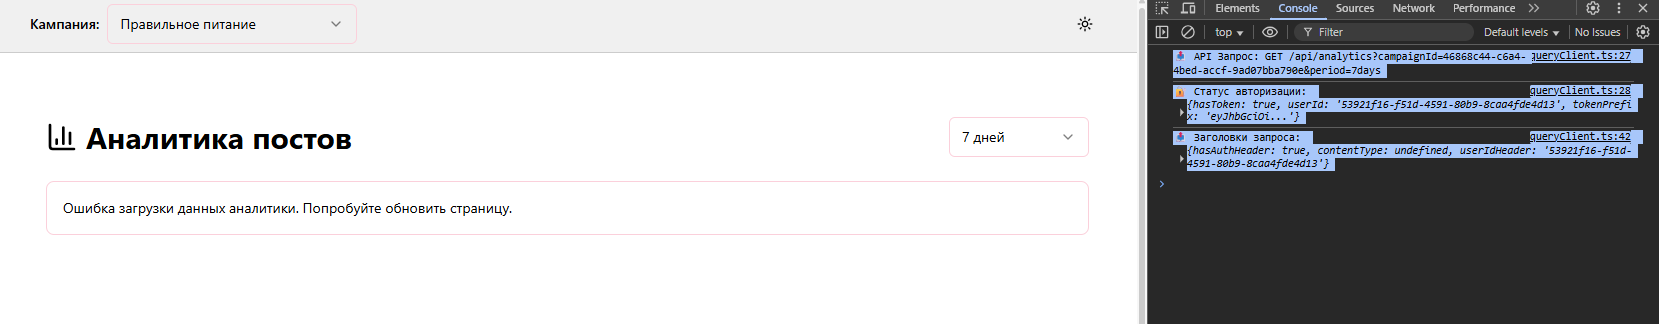 Кампания: Правильное питание
Аналитика постов
7 дней
Ошибка загрузки данных аналитики. Попробуйте обновить страницу.
Elements Console Sources Network Performance
top Filter Default levels No Issues
API Запрос: GET /api/analytics?campaignId=46868c44-c6a4- queryClient.ts:27
4bed-accf-9ad07bba790e&period=7days
Статус авторизации: queryClient.ts:28
{hasToken: true, userId: '53921f16-f51d-4591-80b9-8caa4fde4d13', tokenPrefi
x: 'eyJhbGciOi...'}
Заголовки запроса: queryClient.ts:42
{hasAuthHeader: true, contentType: undefined, userIdHeader: '53921f16-f51d-
4591-80b9-8caa4fde4d13'}